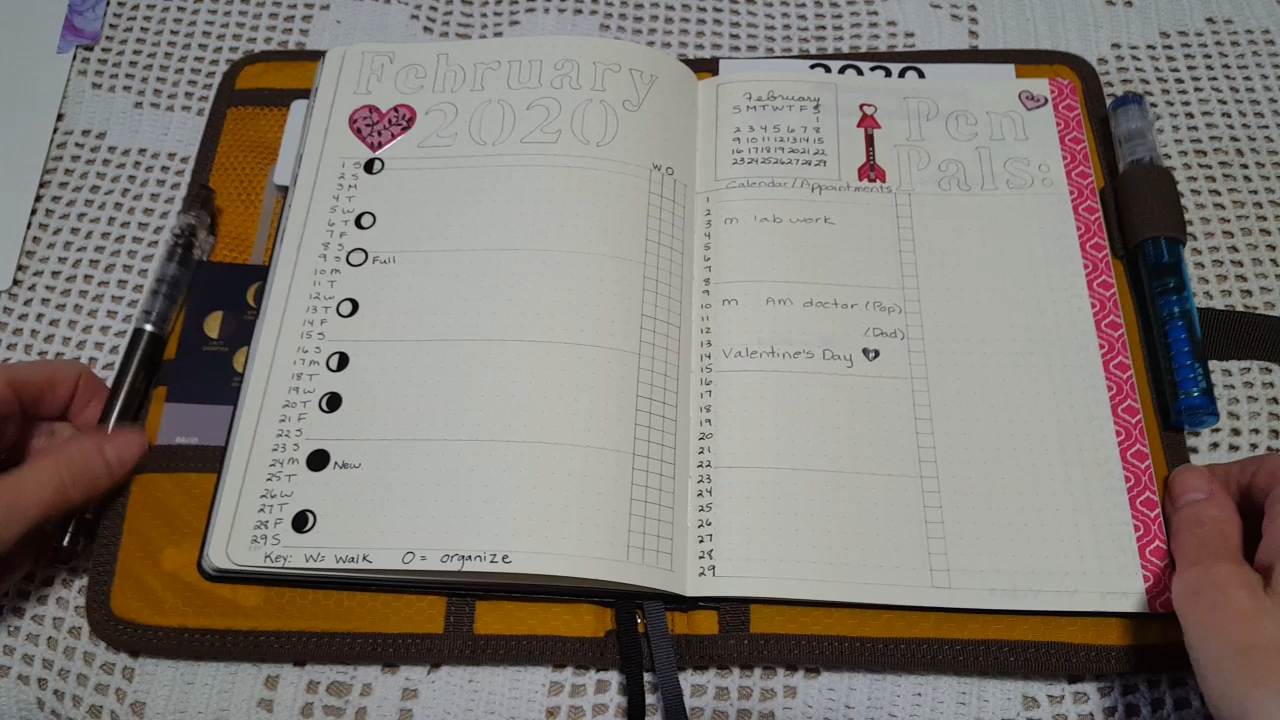 February
2020
W O
1 S
2 S
3 M
4 T
5 W
6 T
7 F
8 S
9 S Full
10 M
11 T
12 W
13 T
14 F
15 S
16 S
17 M
18 T
19 W
20 T
21 F
22 S
23 S
24 M New
25 T
26 W
27 T
28 F
29 S
Key: W= Walk O = organize
2020
February
S M T W T F S
1
2 3 4 5 6 7 8
9 10 11 12 13 14 15
16 17 18 19 20 21 22
23 24 25 26 27 28 29
Pen
Pals:
Calendar/Appointments
1
2
3 m lab work
4
5
6
7
8
9
10 m Am doctor (Pop)
11
12 (Dad)
13
14 Valentine's Day
15
16
17
18
19
20
21
22
23
24
25
26
27
28
29